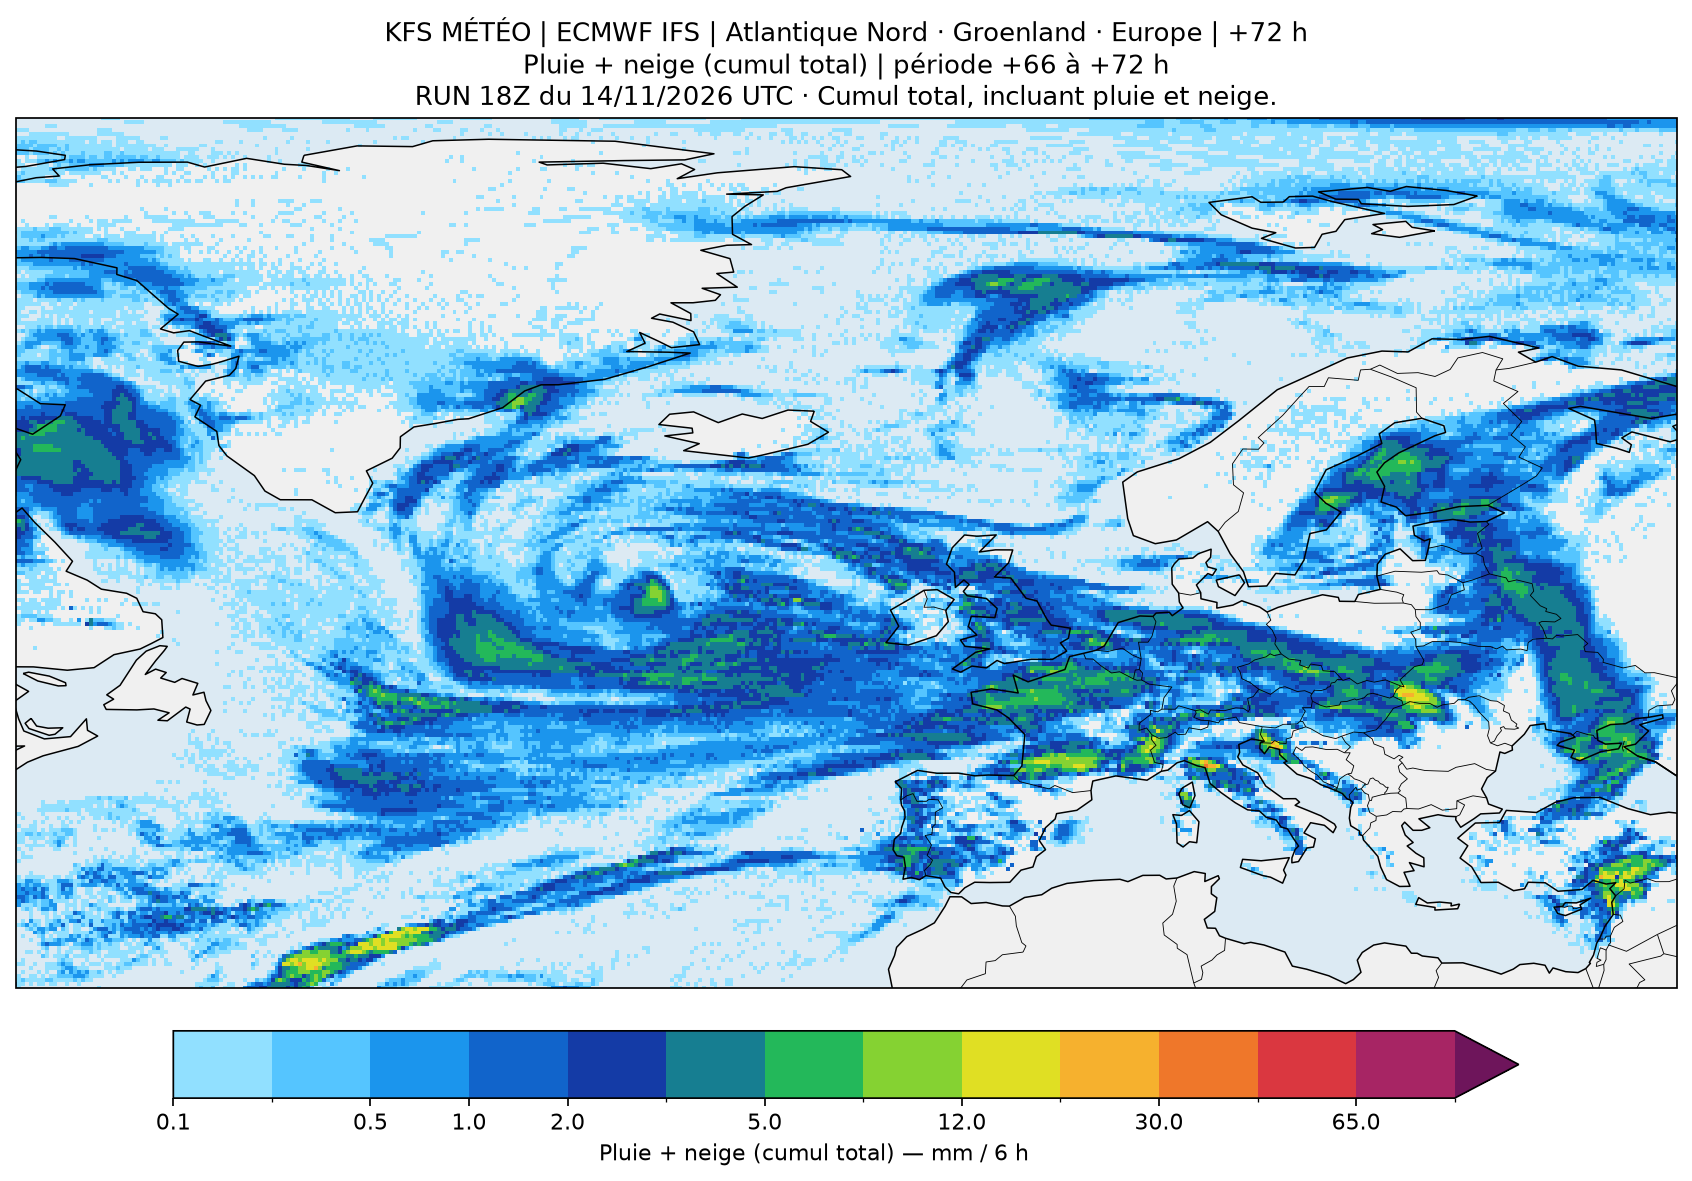 KFS MÉTÉO | ECMWF IFS | Atlantique Nord · Groenland · Europe | +72 h
Pluie + neige (cumul total) | période +66 à +72 h
RUN 18Z du 14/11/2026 UTC · Cumul total, incluant pluie et neige.
0.1 0.5 1.0 2.0 5.0 12.0 30.0 65.0
Pluie + neige (cumul total) — mm / 6 h